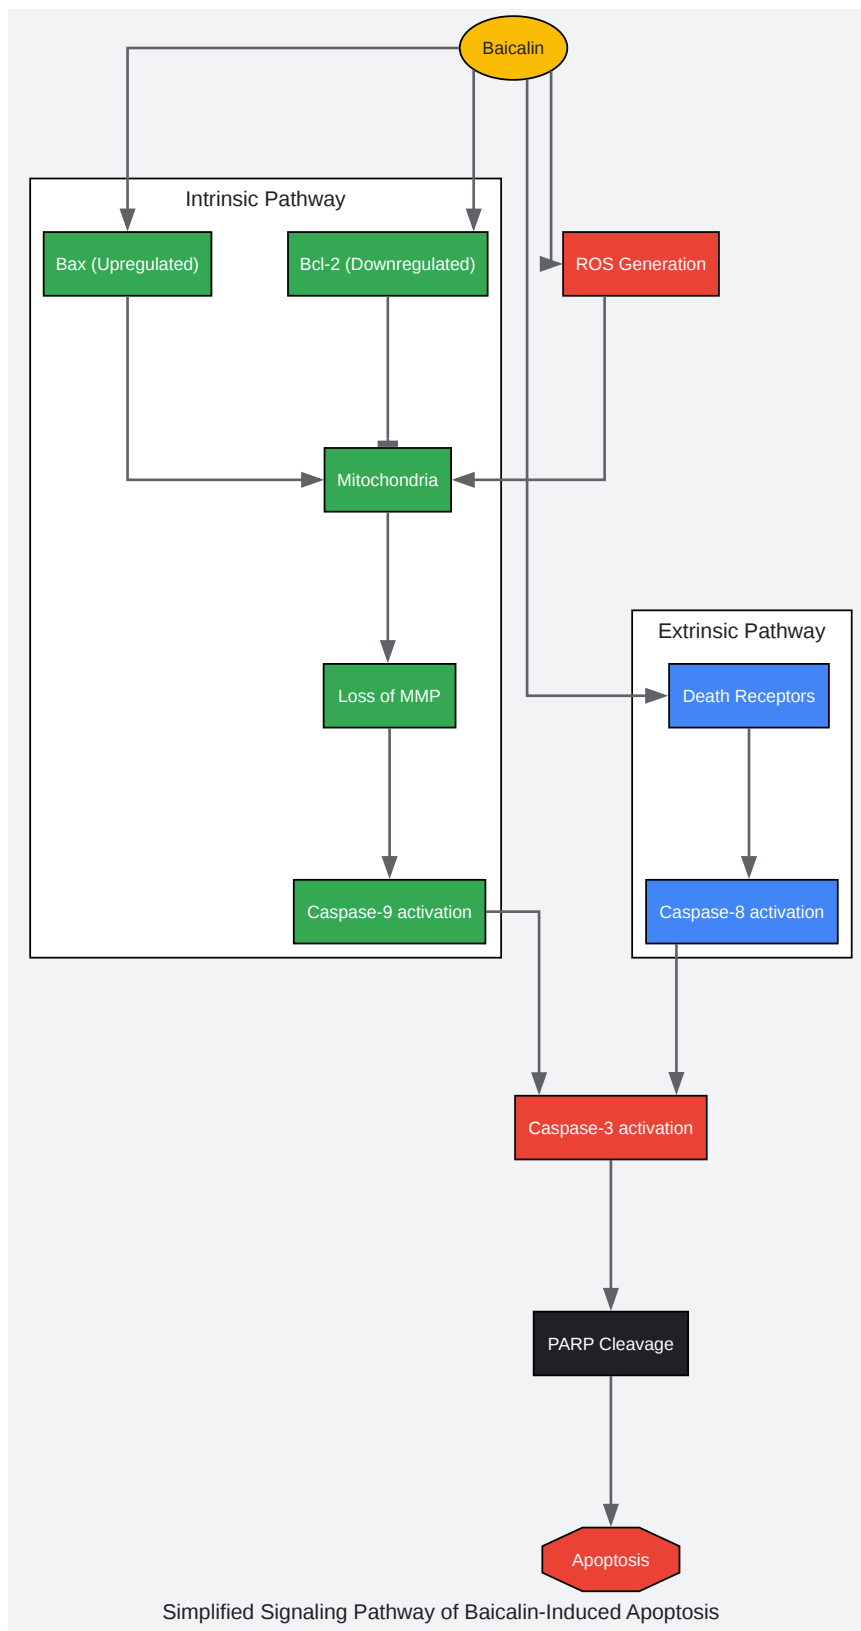 Baicalin
Intrinsic Pathway
Bax (Upregulated)
Bcl-2 (Downregulated)
ROS Generation
Mitochondria
Extrinsic Pathway
Loss of MMP
Death Receptors
Caspase-9 activation
Caspase-8 activation
Caspase-3 activation
PARP Cleavage
Apoptosis
Simplified Signaling Pathway of Baicalin-Induced Apoptosis